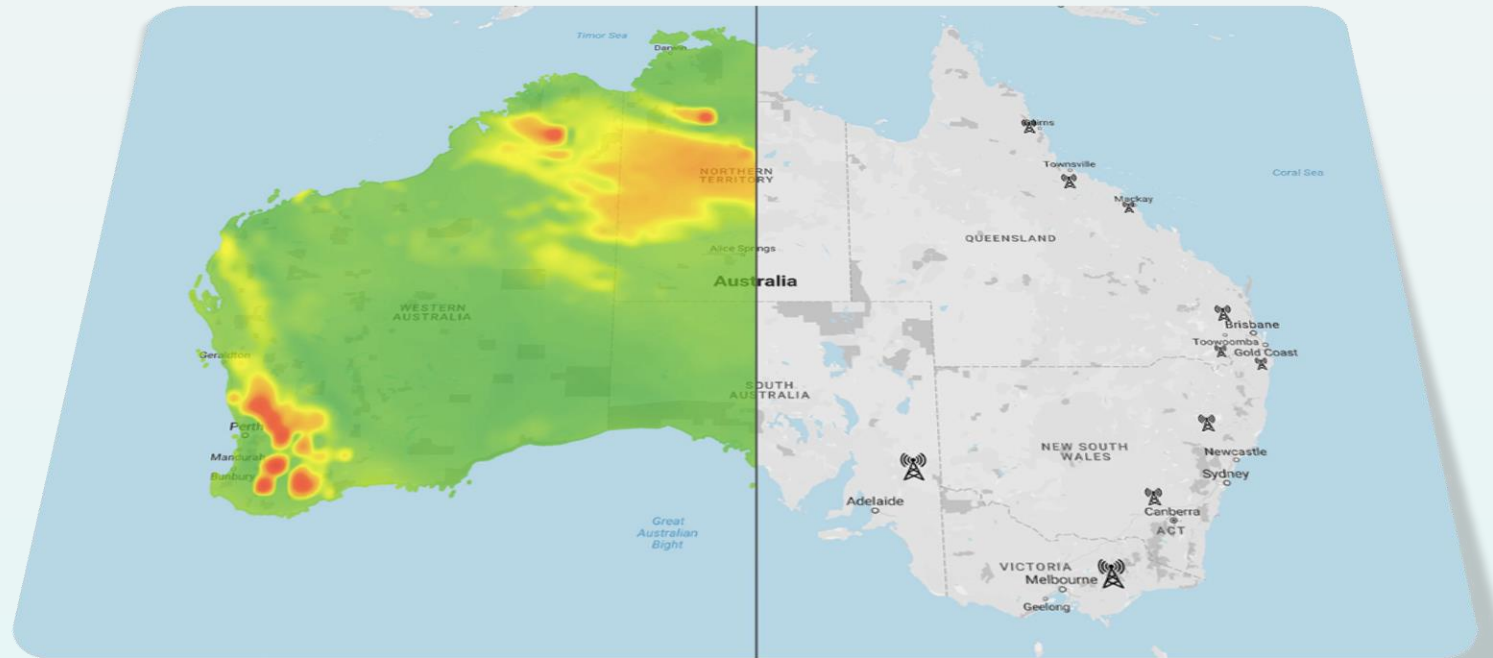 Timor Sea
Darwin
Cairns
Townsville
Coral Sea
Mackay
NORTHERN
TERRITORY
QUEENSLAND
Alice Springs
Australia
WESTERN
AUSTRALIA
Brisbane
Toowoomba
Gold Coast
Geraldton
SOUTH
AUSTRALIA
Perth
NEW SOUTH
WALES
Newcastle
Mandurah
Sydney
Bunbury
Adelaide
Canberra
ACT
Great
Australian
Bight
VICTORIA
Melbourne
Geelong